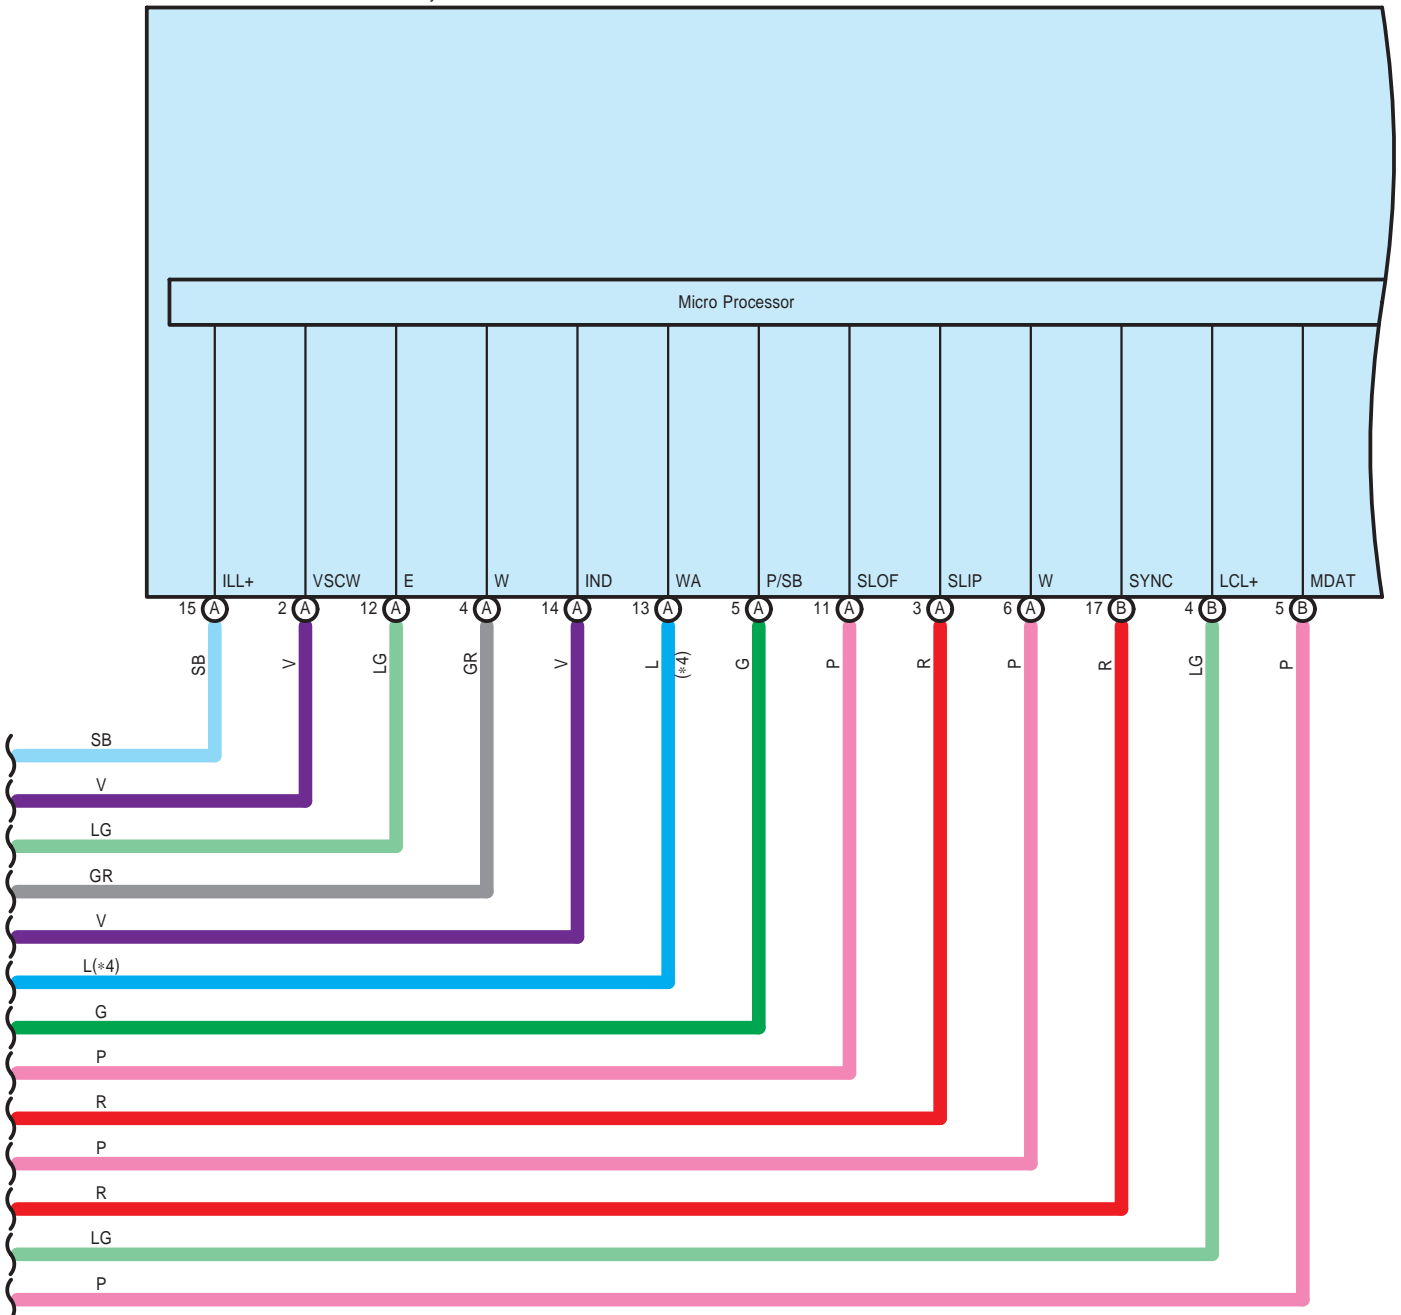 Micro Processor
ILL+ VSCW E W IND WA P/SB SLOF SLIP W SYNC LCL+ MDAT
15 A 2 A 12 A 4 A 14 A 13 A 5 A 11 A 3 A 6 A 17 B 4 B 5 B
SB V LG GR V L (*4) G P R P R LG P
SB
V
LG
GR
V
L(*4)
G
P
R
P
R
LG
P